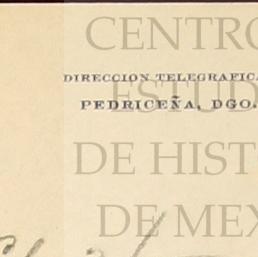 CENTRO
DIRECCION TELEGRAFICA
ESTUD
PEDRICEÑA, DGO.
DE HIST
DE MEX